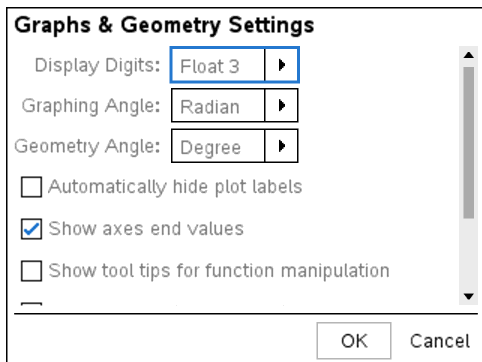 Graphs & Geometry Settings
Display Digits: Float 3
Graphing Angle: Radian
Geometry Angle: Degree
Automatically hide plot labels
Show axes end values
Show tool tips for function manipulation
OK Cancel